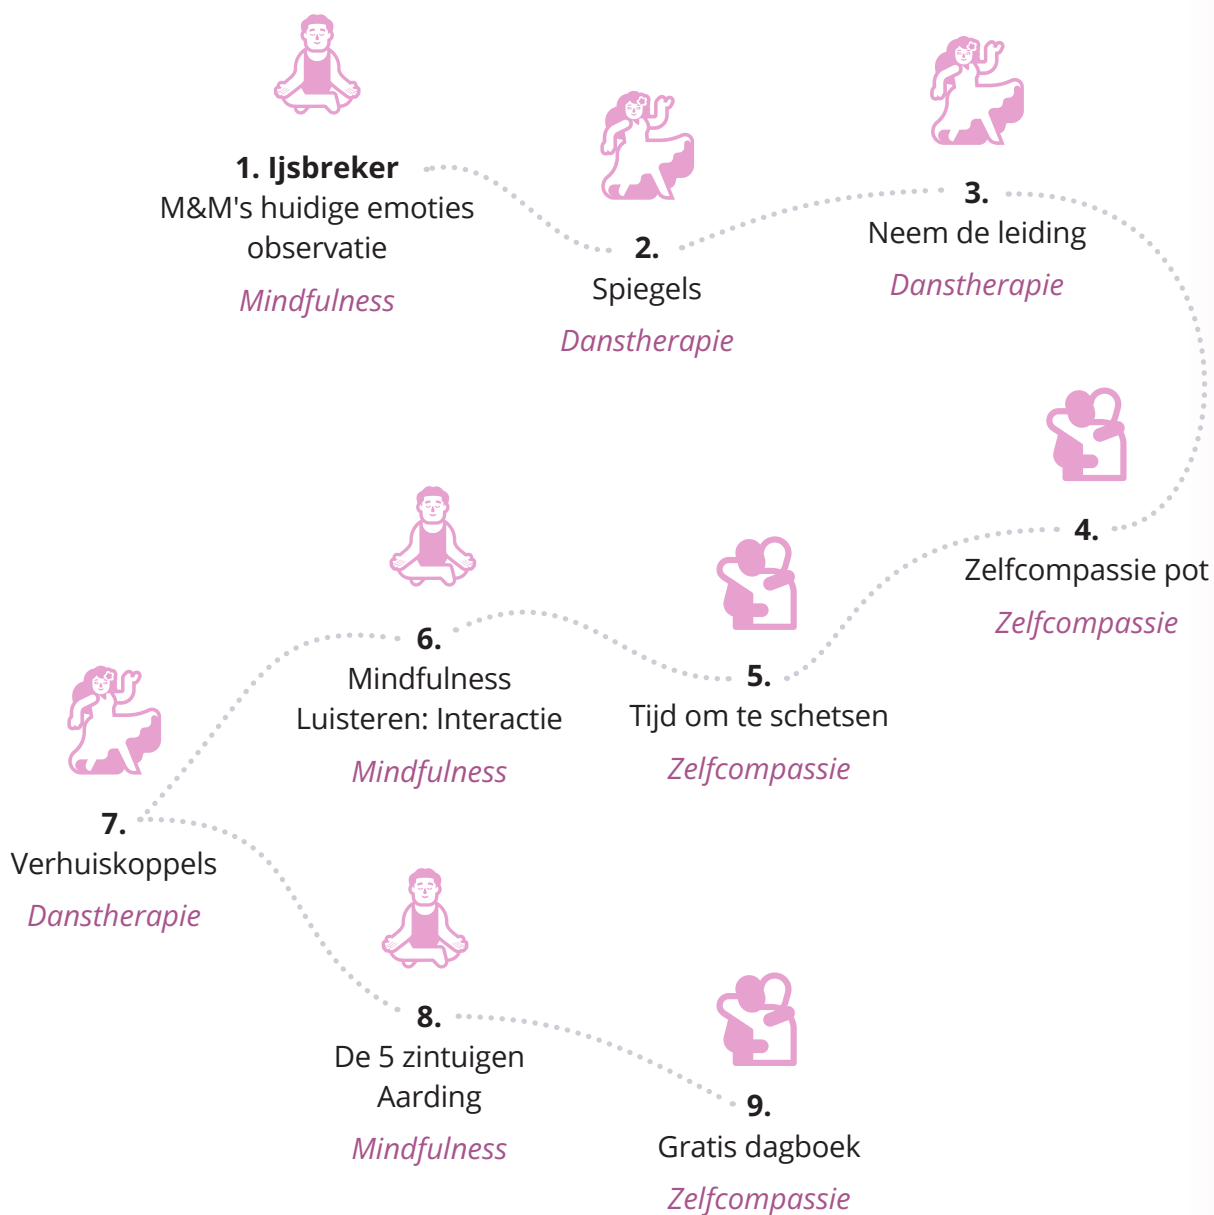 1. Ijsbreker
M&M's huidige emoties
observatie
Mindfulness
2.
Spiegels
Danstherapie
3.
Neem de leiding
Danstherapie
4.
Zelfcompassie pot
Zelfcompassie
5.
Tijd om te schetsen
Zelfcompassie
6.
Mindfulness
Luisteren: Interactie
Mindfulness
7.
Verhuiskoppels
Danstherapie
8.
De 5 zintuigen
Aarding
Mindfulness
9.
Gratis dagboek
Zelfcompassie